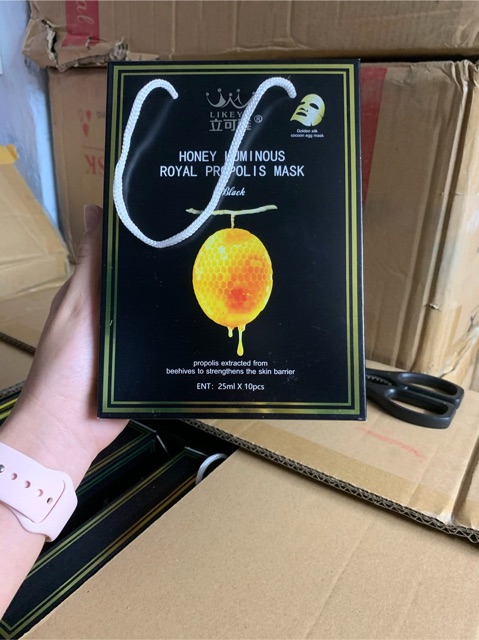 立可
®
Golden silk
cocoon egg mask
HONEY LUMINOUS
ROYAL PROPOLIS MASK
Black
propolis extracted from
beehives to strengthens the skin barrier
ENT: 25ml X 10pcs